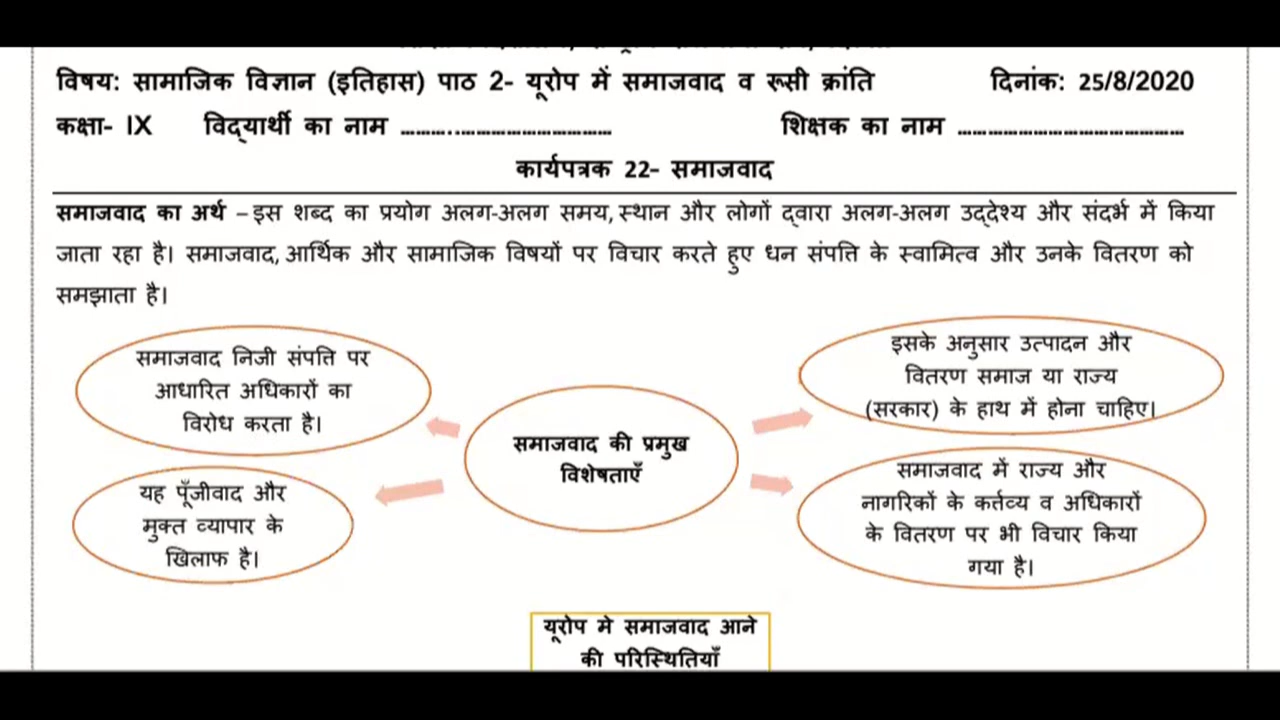 विषय: सामाजिक विज्ञान (इतिहास) पाठ 2- यूरोप में समाजवाद व रूसी क्रांति दिनांक: 25/8/2020
कक्षा- IX विद्यार्थी का नाम ................................... शिक्षक का नाम ......................................
कार्यपत्रक 22- समाजवाद
समाजवाद का अर्थ – इस शब्द का प्रयोग अलग-अलग समय, स्थान और लोगों द्वारा अलग-अलग उद्देश्य और संदर्भ में किया
जाता रहा है। समाजवाद, आर्थिक और सामाजिक विषयों पर विचार करते हुए धन संपत्ति के स्वामित्व और उनके वितरण को
समझाता है।
समाजवाद निजी संपत्ति पर
आधारित अधिकारों का
विरोध करता है।
इसके अनुसार उत्पादन और
वितरण समाज या राज्य
(सरकार) के हाथ में होना चाहिए।
समाजवाद की प्रमुख
विशेषताएँ
यह पूँजीवाद और
मुक्त व्यापार के
खिलाफ है।
समाजवाद में राज्य और
नागरिकों के कर्तव्य व अधिकारों
के वितरण पर भी विचार किया
गया है।
यूरोप मे समाजवाद आने
की परिस्थितियाँ